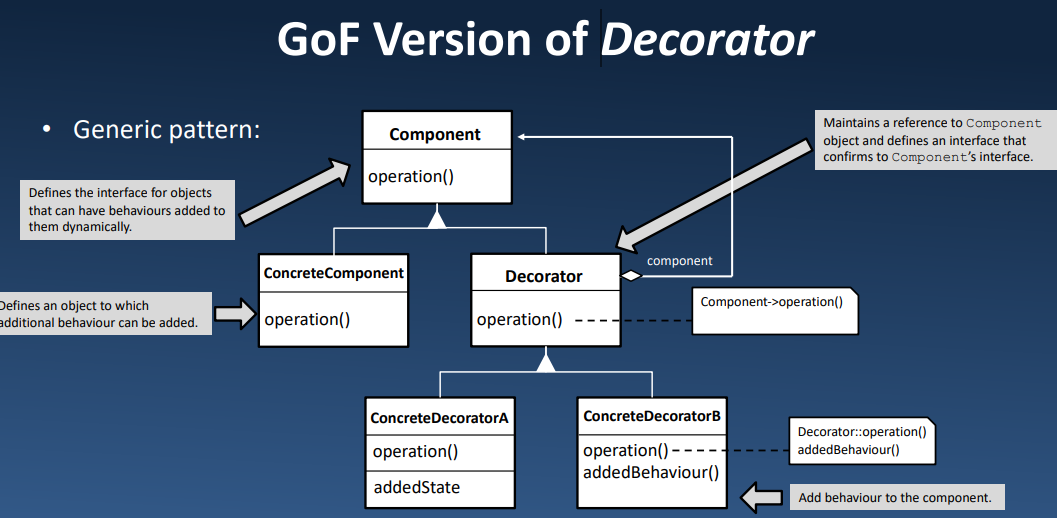 GoF Version of Decorator
• Generic pattern:
Component
operation()
Maintains a reference to Component
object and defines an interface that
confirms to Component's interface.
Defines the interface for objects
that can have behaviours added to
them dynamically.
ConcreteComponent
operation()
Decorator
operation()
component
Component->operation()
Defines an object to which
additional behaviour can be added.
ConcreteDecoratorA
operation()
addedState
ConcreteDecoratorB
operation()
addedBehaviour()
Decorator::operation()
addedBehaviour()
Add behaviour to the component.